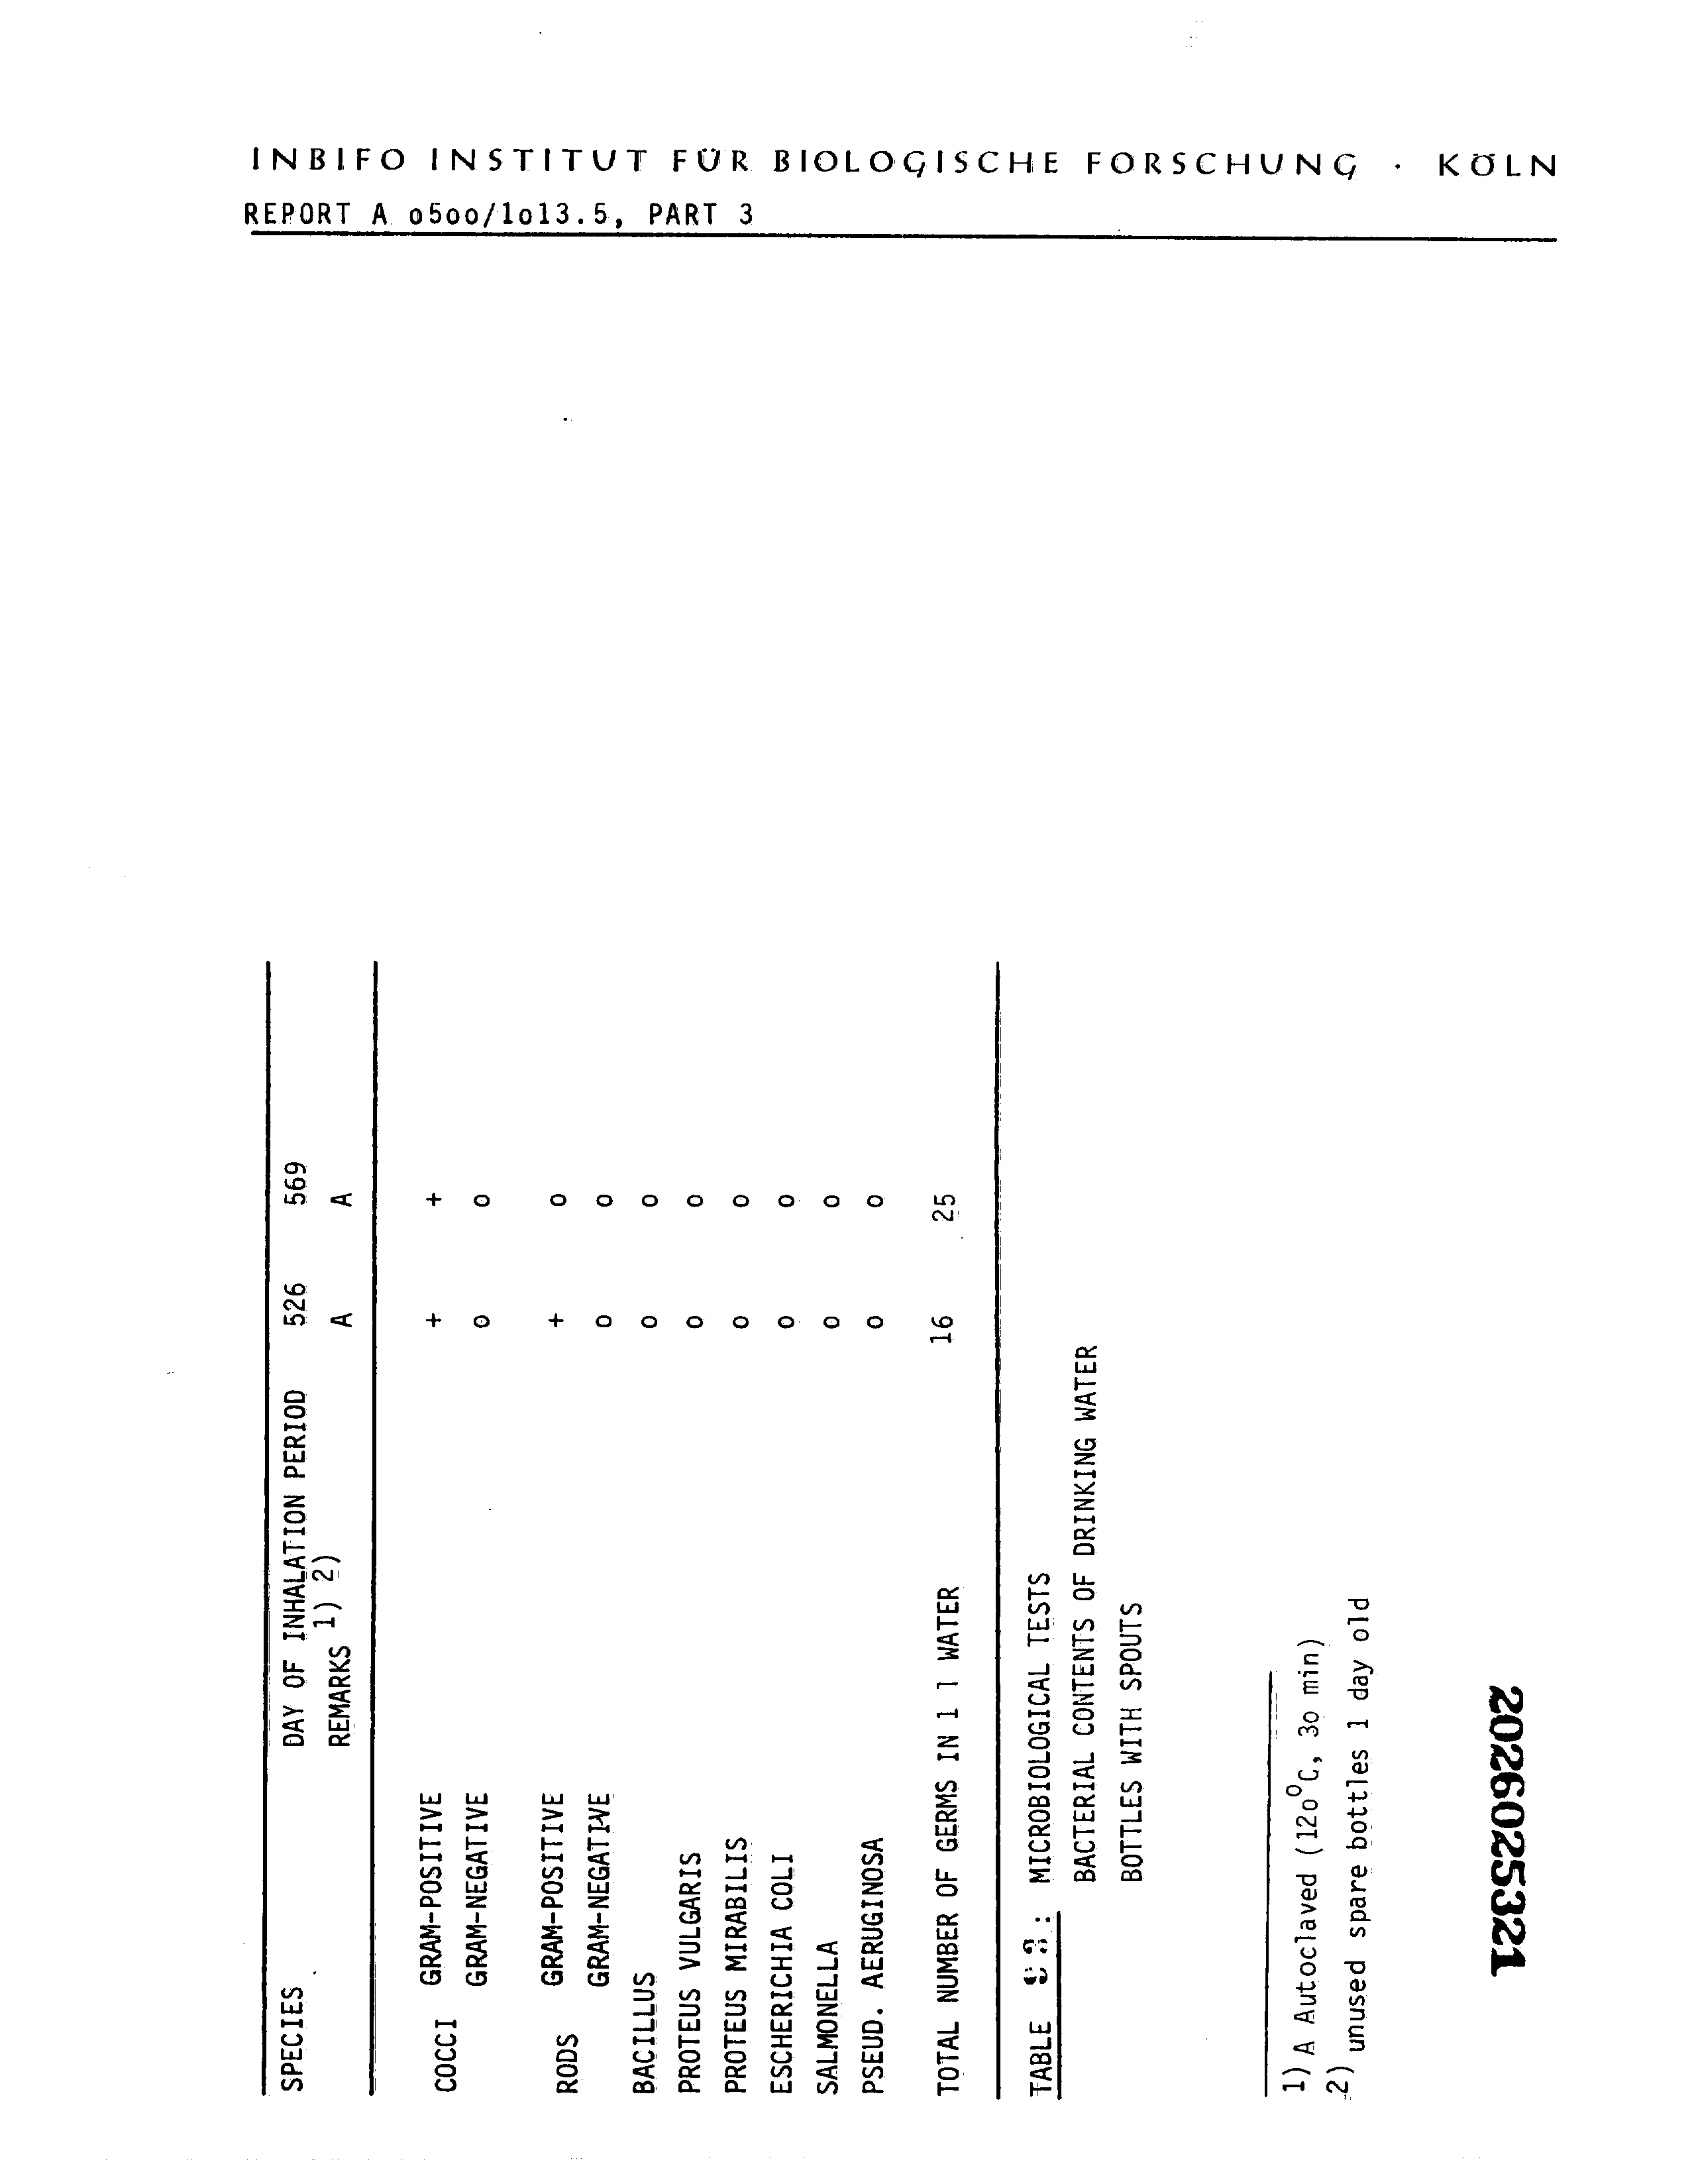 INBIFO INSTITUT FÜR BIOLOGISCHE FORSCHUNG · KÖLN
REPORT A o5oo/1o13.5, PART 3
SPECIES DAY OF INHALATION PERIOD 526 569
REMARKS 1) 2) A A
COCCI GRAM-POSITIVE + +
GRAM-NEGATIVE o o
RODS GRAM-POSITIVE + o
GRAM-NEGATIVE o o
BACILLUS o o
PROTEUS VULGARIS o o
PROTEUS MIRABILIS o o
ESCHERICHIA COLI o o
SALMONELLA o o
PSEUD. AERUGINOSA o o
TOTAL NUMBER OF GERMS IN 1 l WATER 16 25
TABLE : MICROBIOLOGICAL TESTS
BACTERIAL CONTENTS OF DRINKING WATER
BOTTLES WITH SPOUTS
1) A Autoclaved (12o°C, 3o min)
2) unused spare bottles 1 day old
2026025321